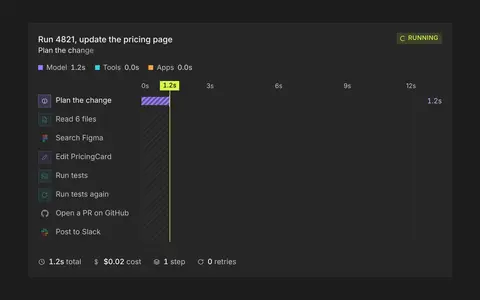 Run 4821, update the pricing page
RUNNING
Plan the change
Model 1.2s Tools 0.0s Apps 0.0s
0s 1.2s 3s 6s 9s 12s
Plan the change 1.2s
Read 6 files
Search Figma
Edit PricingCard
Run tests
Run tests again
Open a PR on GitHub
Post to Slack
1.2s total $ $0.02 cost 1 step 0 retries